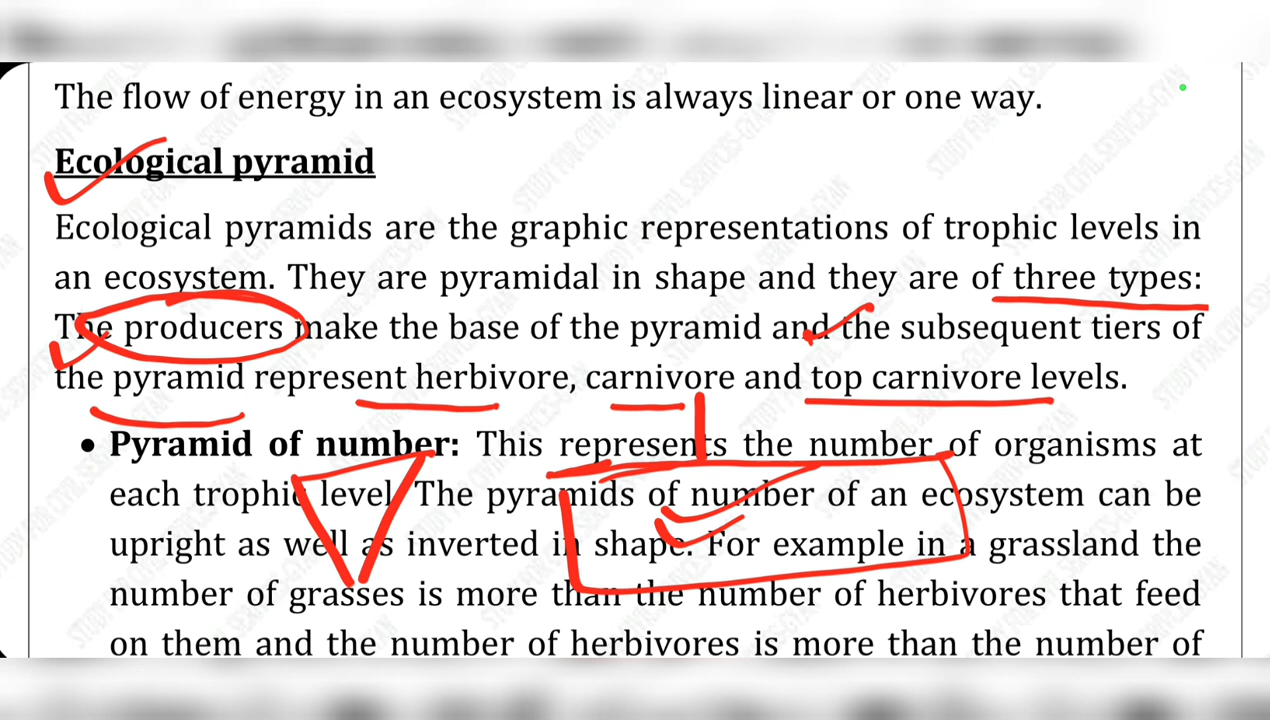 The flow of energy in an ecosystem is always linear or one way.
Ecological pyramid
Ecological pyramids are the graphic representations of trophic levels in
an ecosystem. They are pyramidal in shape and they are of three types:
The producers make the base of the pyramid and the subsequent tiers of
the pyramid represent herbivore, carnivore and top carnivore levels.
• Pyramid of number: This represents the number of organisms at
each trophic level. The pyramids of number of an ecosystem can be
upright as well as inverted in shape. For example in a grassland the
number of grasses is more than the number of herbivores that feed
on them and the number of herbivores is more than the number of